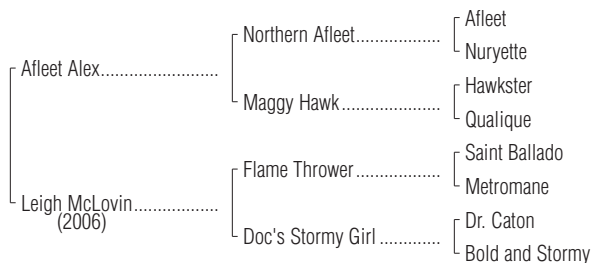 Afleet
Northern Afleet..................
Nuryette
Afleet Alex.........................
Hawkster
Maggy Hawk.....................
Qualique
Saint Ballado
Flame Thrower..................
Metromane
Leigh McLovin..................
(2006)
Dr. Caton
Doc's Stormy Girl .............
Bold and Stormy